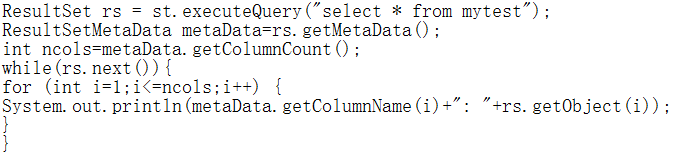 ResultSet rs = st.executeQuery("select * from mytest");
ResultSetMetaData metaData=rs.getMetaData();
int ncols=metaData.getColumnCount();
while(rs.next()){
for (int i=1;i<=ncols;i++) {
System.out.println(metaData.getColumnName(i)+": "+rs.getObject(i));
}
}